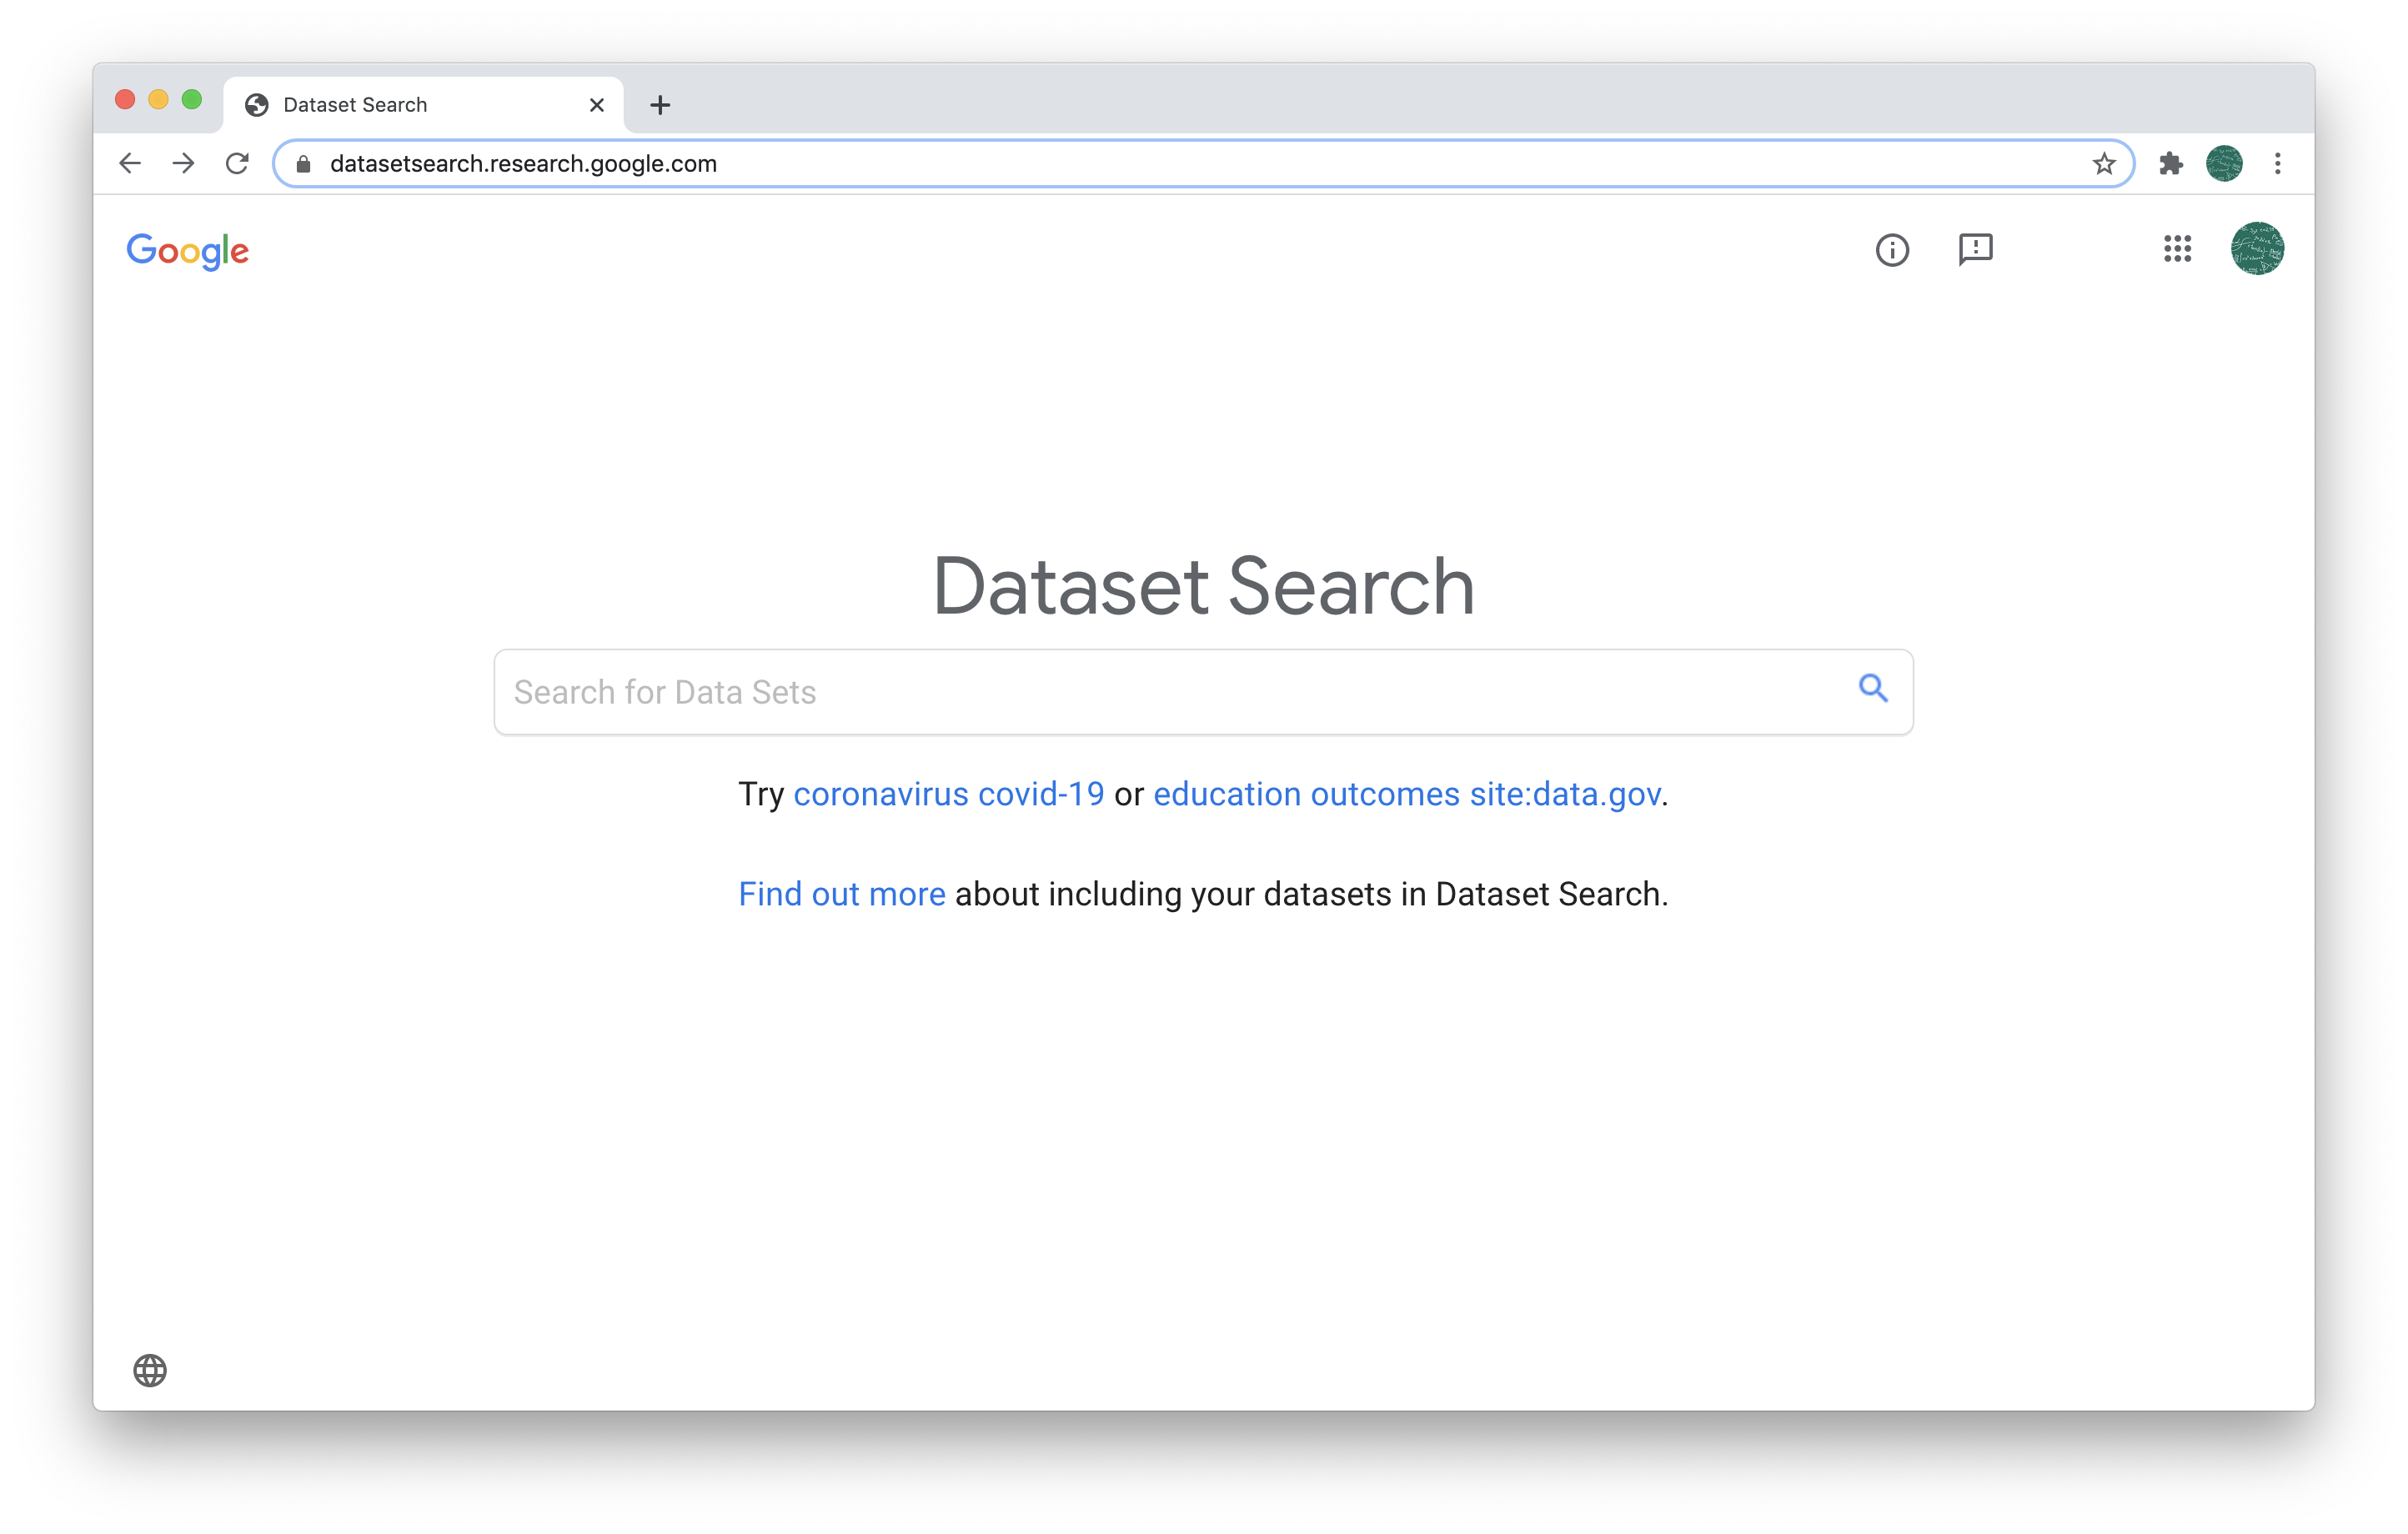 Dataset Search
datasetsearch.research.google.com
Google
Dataset Search
Search for Data Sets
Try coronavirus covid-19 or education outcomes site:data.gov.
Find out more about including your datasets in Dataset Search.